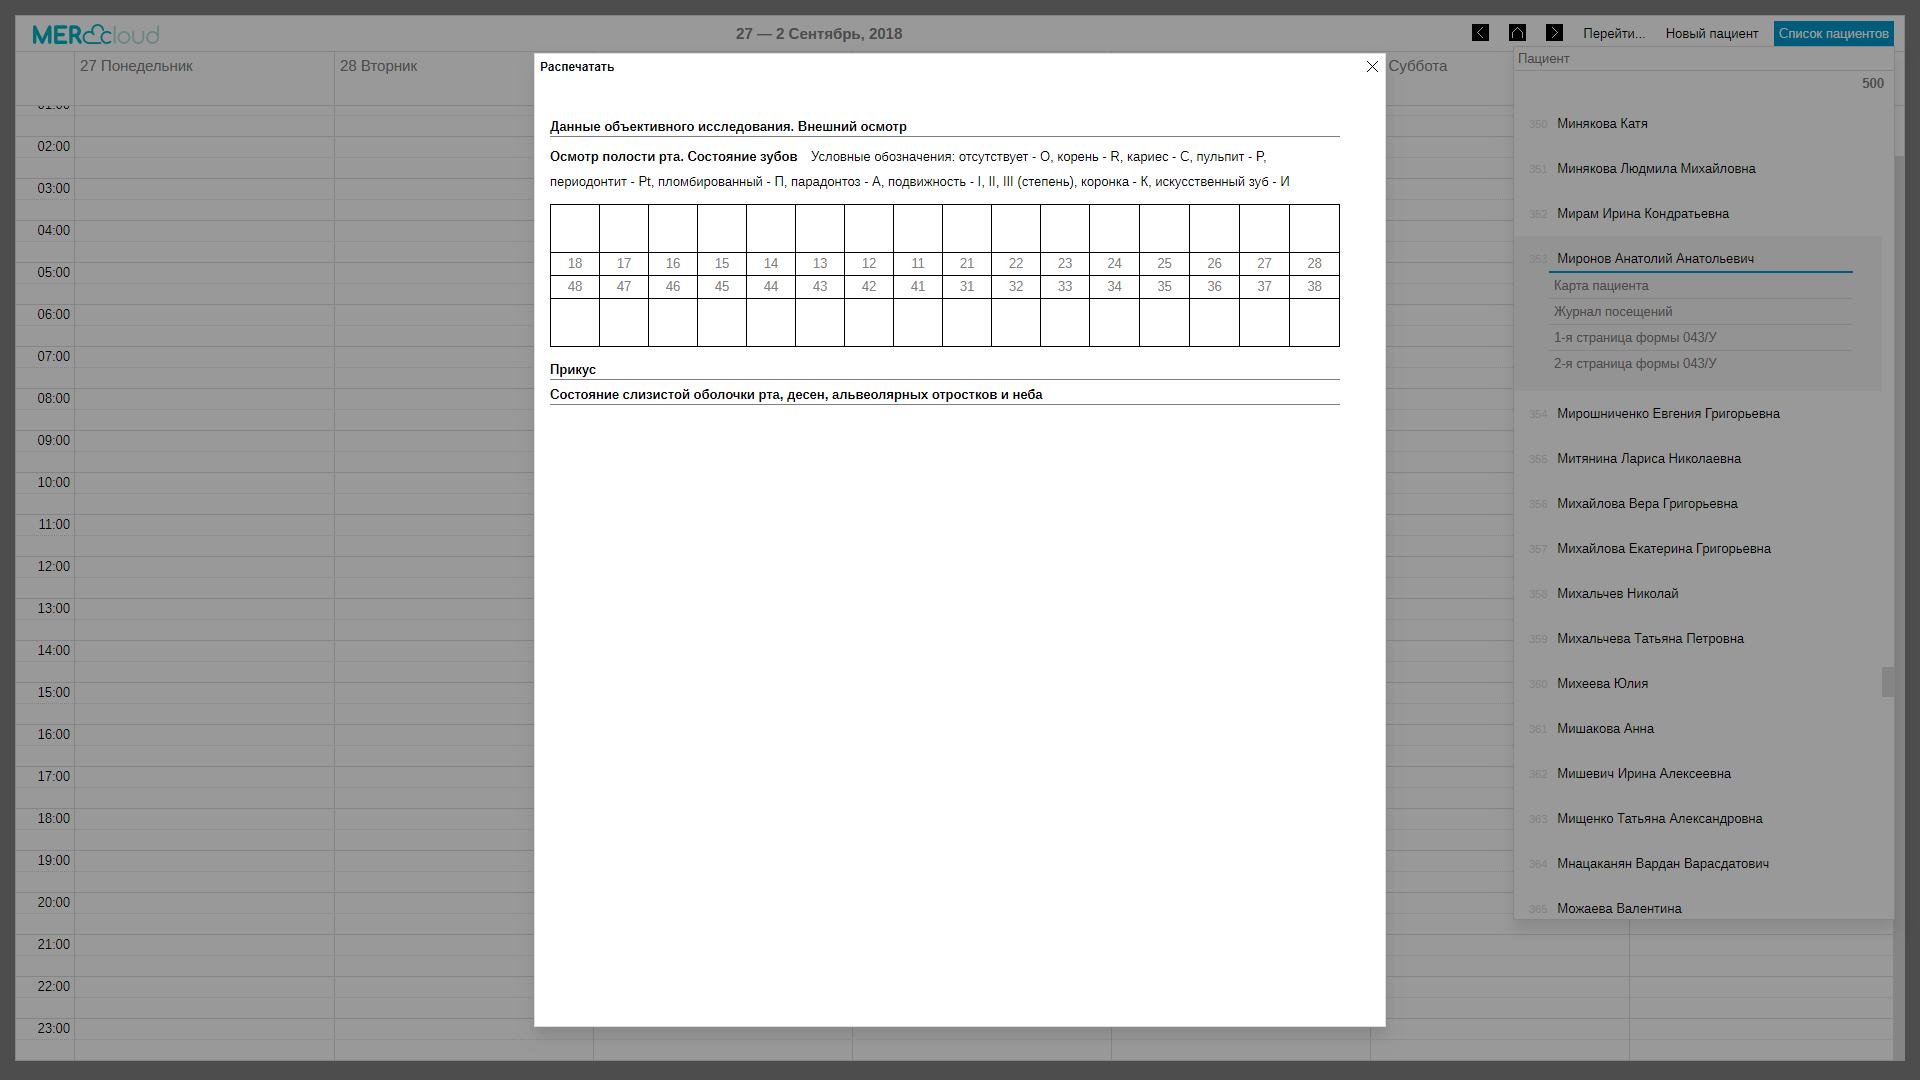 MERcloud
27 — 2 Сентябрь, 2018
Перейти...
Новый пациент
Список пациентов
27 Понедельник
28 Вторник
Суббота
01:00
02:00
03:00
04:00
05:00
06:00
07:00
08:00
09:00
10:00
11:00
12:00
13:00
14:00
15:00
16:00
17:00
18:00
19:00
20:00
21:00
22:00
23:00
Распечатать
Данные объективного исследования. Внешний осмотр
Осмотр полости рта. Состояние зубов Условные обозначения: отсутствует - О, корень - R, кариес - С, пульпит - Р,
периодонтит - Pt, пломбированный - П, парадонтоз - А, подвижность - I, II, III (степень), коронка - К, искусственный зуб - И
18 17 16 15 14 13 12 11 21 22 23 24 25 26 27 28
48 47 46 45 44 43 42 41 31 32 33 34 35 36 37 38
Прикус
Состояние слизистой оболочки рта, десен, альвеолярных отростков и неба
Пациент
500
350 Минякова Катя
351 Минякова Людмила Михайловна
352 Мирам Ирина Кондратьевна
353 Миронов Анатолий Анатольевич
Карта пациента
Журнал посещений
1-я страница формы 043/У
2-я страница формы 043/У
354 Мирошниченко Евгения Григорьевна
355 Митянина Лариса Николаевна
356 Михайлова Вера Григорьевна
357 Михайлова Екатерина Григорьевна
358 Михальчев Николай
359 Михальчева Татьяна Петровна
360 Михеева Юлия
361 Мишакова Анна
362 Мишевич Ирина Алексеевна
363 Мищенко Татьяна Александровна
364 Мнацаканян Вардан Варасдатович
365 Можаева Валентина